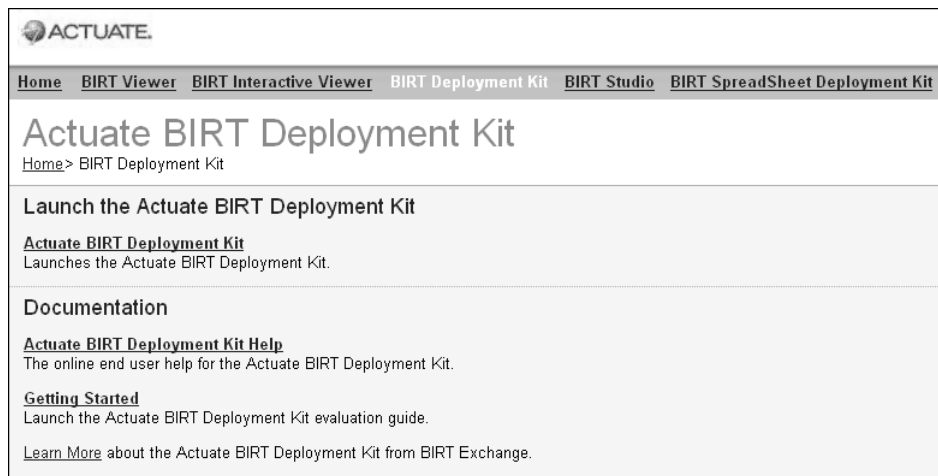 ACTUATE.
Home BIRT Viewer BIRT Interactive Viewer BIRT Deployment Kit BIRT Studio BIRT SpreadSheet Deployment Kit
Actuate BIRT Deployment Kit
Home> BIRT Deployment Kit
Launch the Actuate BIRT Deployment Kit
Actuate BIRT Deployment Kit
Launches the Actuate BIRT Deployment Kit.
Documentation
Actuate BIRT Deployment Kit Help
The online end user help for the Actuate BIRT Deployment Kit.
Getting Started
Launch the Actuate BIRT Deployment Kit evaluation guide.
Learn More about the Actuate BIRT Deployment Kit from BIRT Exchange.